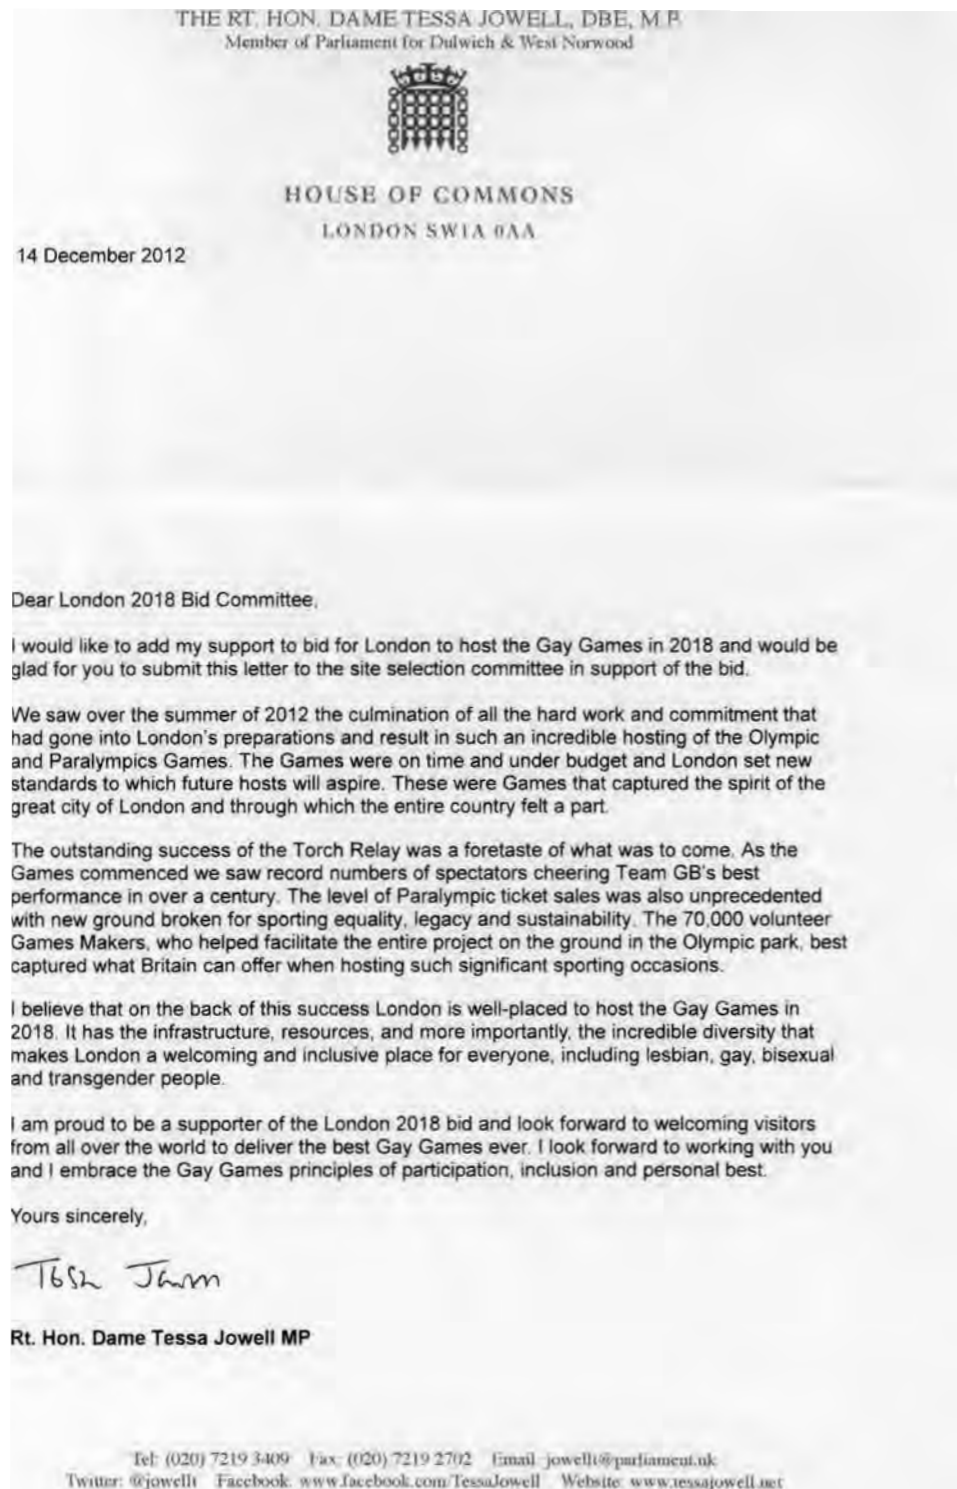 THE RT. HON. DAME TESSA JOWELL, DBE, M.P.
Member of Parliament for Dulwich & West Norwood
HOUSE OF COMMONS
LONDON SW1A 0AA
14 December 2012
Dear London 2018 Bid Committee,
I would like to add my support to bid for London to host the Gay Games in 2018 and would be
glad for you to submit this letter to the site selection committee in support of the bid.
We saw over the summer of 2012 the culmination of all the hard work and commitment that
had gone into London's preparations and result in such an incredible hosting of the Olympic
and Paralympics Games. The Games were on time and under budget and London set new
standards to which future hosts will aspire. These were Games that captured the spirit of the
great city of London and through which the entire country felt a part.
The outstanding success of the Torch Relay was a foretaste of what was to come. As the
Games commenced we saw record numbers of spectators cheering Team GB's best
performance in over a century. The level of Paralympic ticket sales was also unprecedented
with new ground broken for sporting equality, legacy and sustainability. The 70,000 volunteer
Games Makers, who helped facilitate the entire project on the ground in the Olympic park, best
captured what Britain can offer when hosting such significant sporting occasions.
I believe that on the back of this success London is well-placed to host the Gay Games in
2018. It has the infrastructure, resources, and more importantly, the incredible diversity that
makes London a welcoming and inclusive place for everyone, including lesbian, gay, bisexual
and transgender people.
I am proud to be a supporter of the London 2018 bid and look forward to welcoming visitors
from all over the world to deliver the best Gay Games ever. I look forward to working with you
and I embrace the Gay Games principles of participation, inclusion and personal best.
Yours sincerely,
Tessa Jowell
Rt. Hon. Dame Tessa Jowell MP
Tel: (020) 7219 3409 Fax: (020) 7219 2702 Email: jowellt@parliament.uk
Twitter: @jowellt Facebook: www.facebook.com/TessaJowell Website: www.tessajowell.net